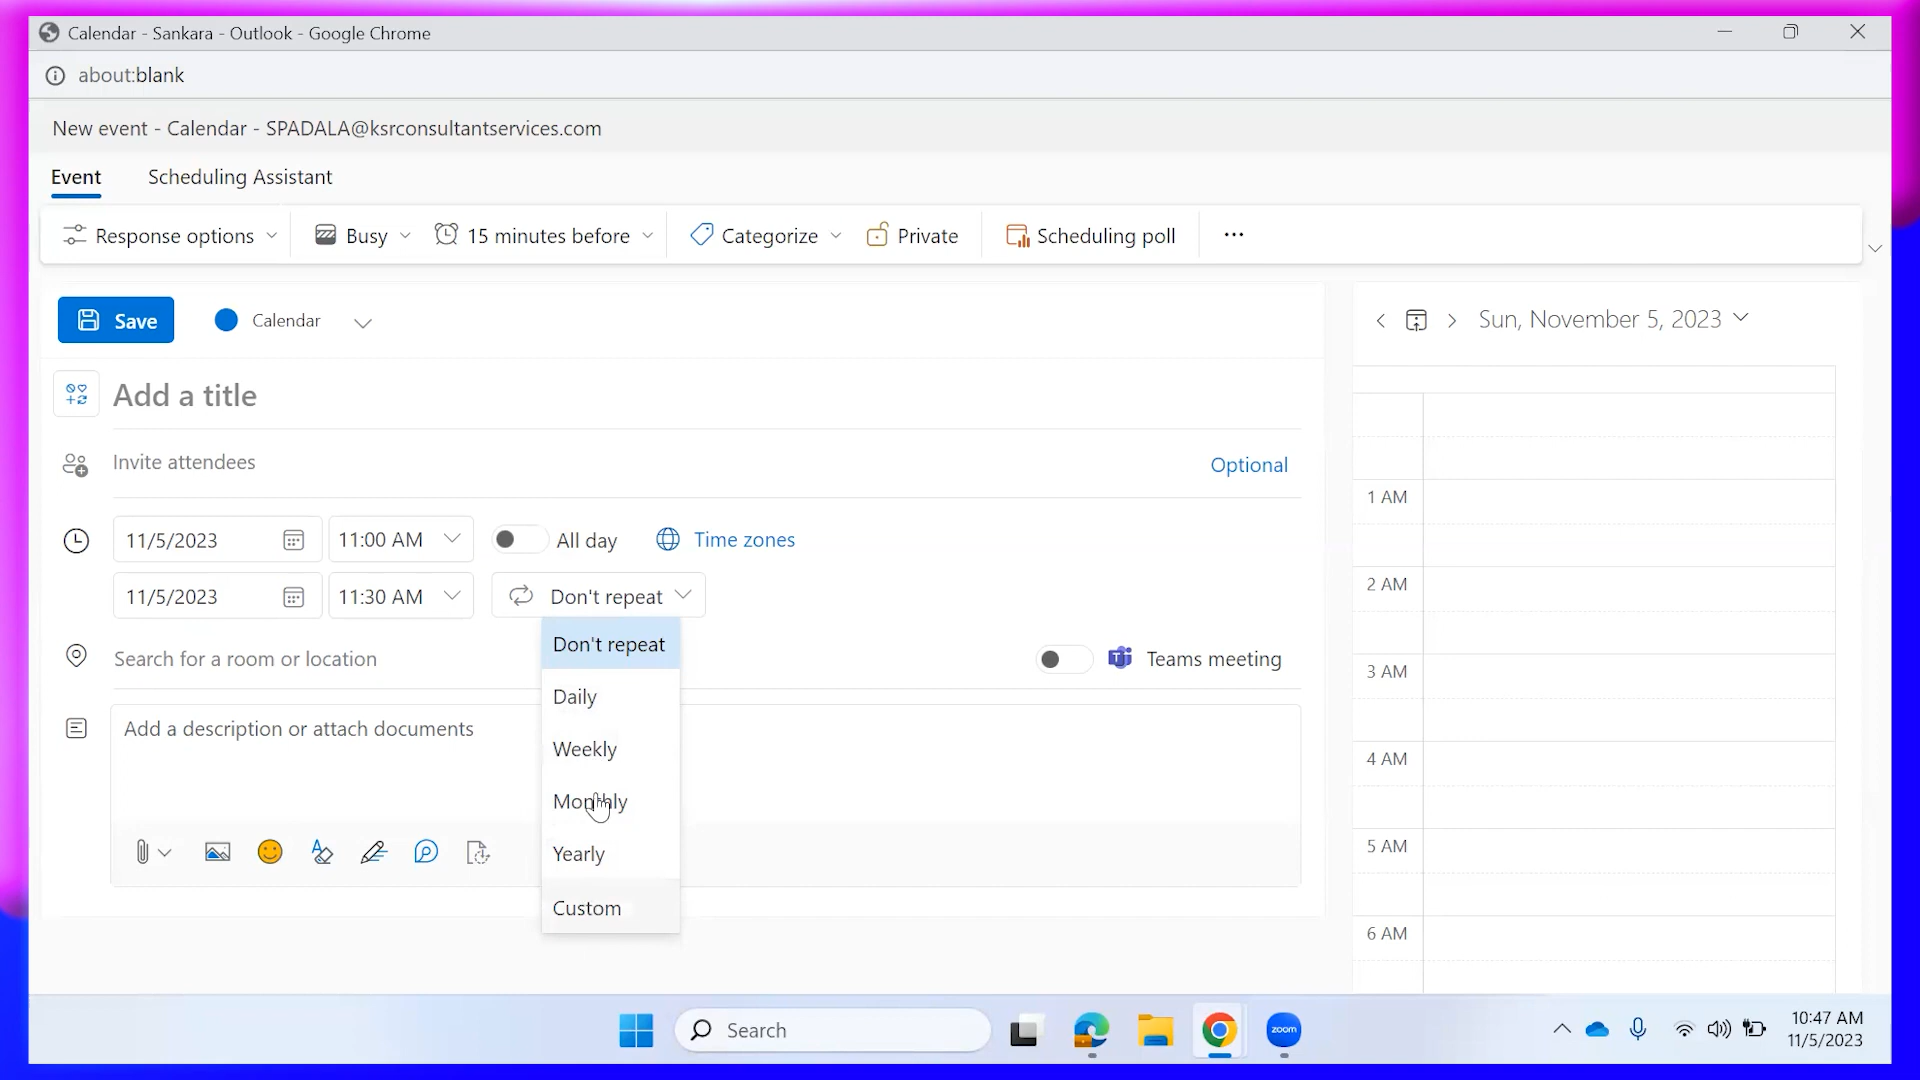 Calendar - Sankara - Outlook - Google Chrome
about:blank
New event - Calendar - SPADALA@ksrconsultantservices.com
Event Scheduling Assistant
Response options Busy 15 minutes before Categorize Private Scheduling poll ...
Save Calendar
Sun, November 5, 2023
Add a title
Invite attendees
Optional
11/5/2023 11:00 AM All day Time zones
11/5/2023 11:30 AM Don't repeat
Don't repeat
Daily
Weekly
Monthly
Yearly
Custom
Search for a room or location
Teams meeting
Add a description or attach documents
1 AM
2 AM
3 AM
4 AM
5 AM
6 AM
Search
zoom
10:47 AM
11/5/2023